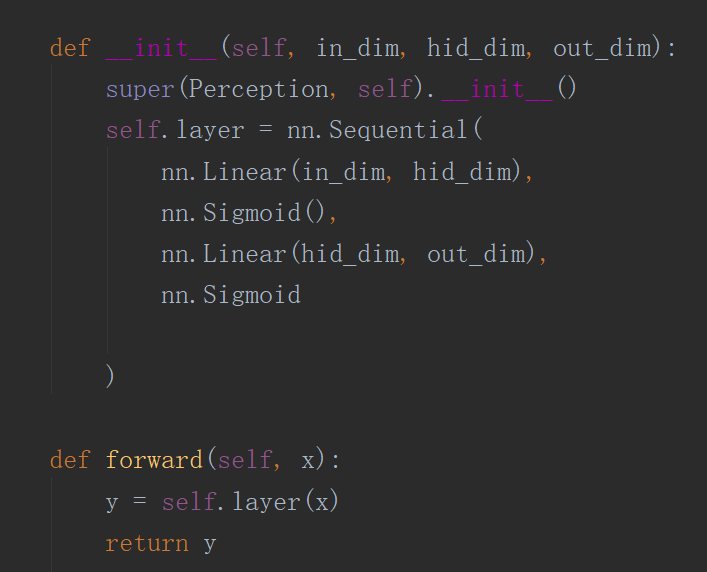 def __init__(self, in_dim, hid_dim, out_dim):
super(Perception, self).__init__()
self.layer = nn.Sequential(
nn.Linear(in_dim, hid_dim),
nn.Sigmoid(),
nn.Linear(hid_dim, out_dim),
nn.Sigmoid
)
def forward(self, x):
y = self.layer(x)
return y